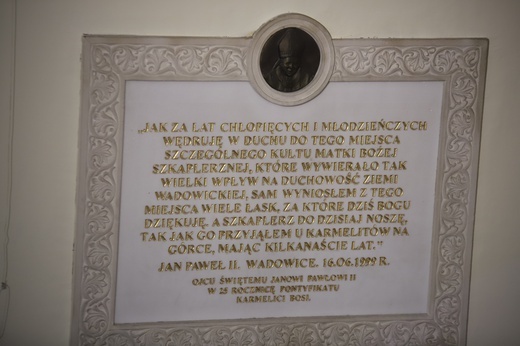 „JAK ZA LAT CHŁOPIĘCYCH I MŁODZIEŃCZYCH
WĘDRUJĘ W DUCHU DO TEGO MIEJSCA
SZCZEGÓLNEGO KULTU MATKI BOŻEJ
SZKAPLERZNEJ, KTÓRE WYWIERAŁO TAK
WIELKI WPŁYW NA DUCHOWOŚĆ ZIEMI
WADOWICKIEJ, SAM WYNIOSŁEM Z TEGO
MIEJSCA WIELE ŁASK, ZA KTÓRE DZIŚ BOGU
DZIĘKUJĘ. A SZKAPLERZ DO DZISIAJ NOSZĘ,
TAK JAK GO PRZYJĄŁEM U KARMELITÓW NA
GÓRCE, MAJĄC KILKANAŚCIE LAT."
JAN PAWEŁ II. WADOWICE. 16.06.1999 R.
OJCU ŚWIĘTEMU JANOWI PAWŁOWI II
W 25 ROCZNICĘ PONTYFIKATU
KARMELICI BOSI.